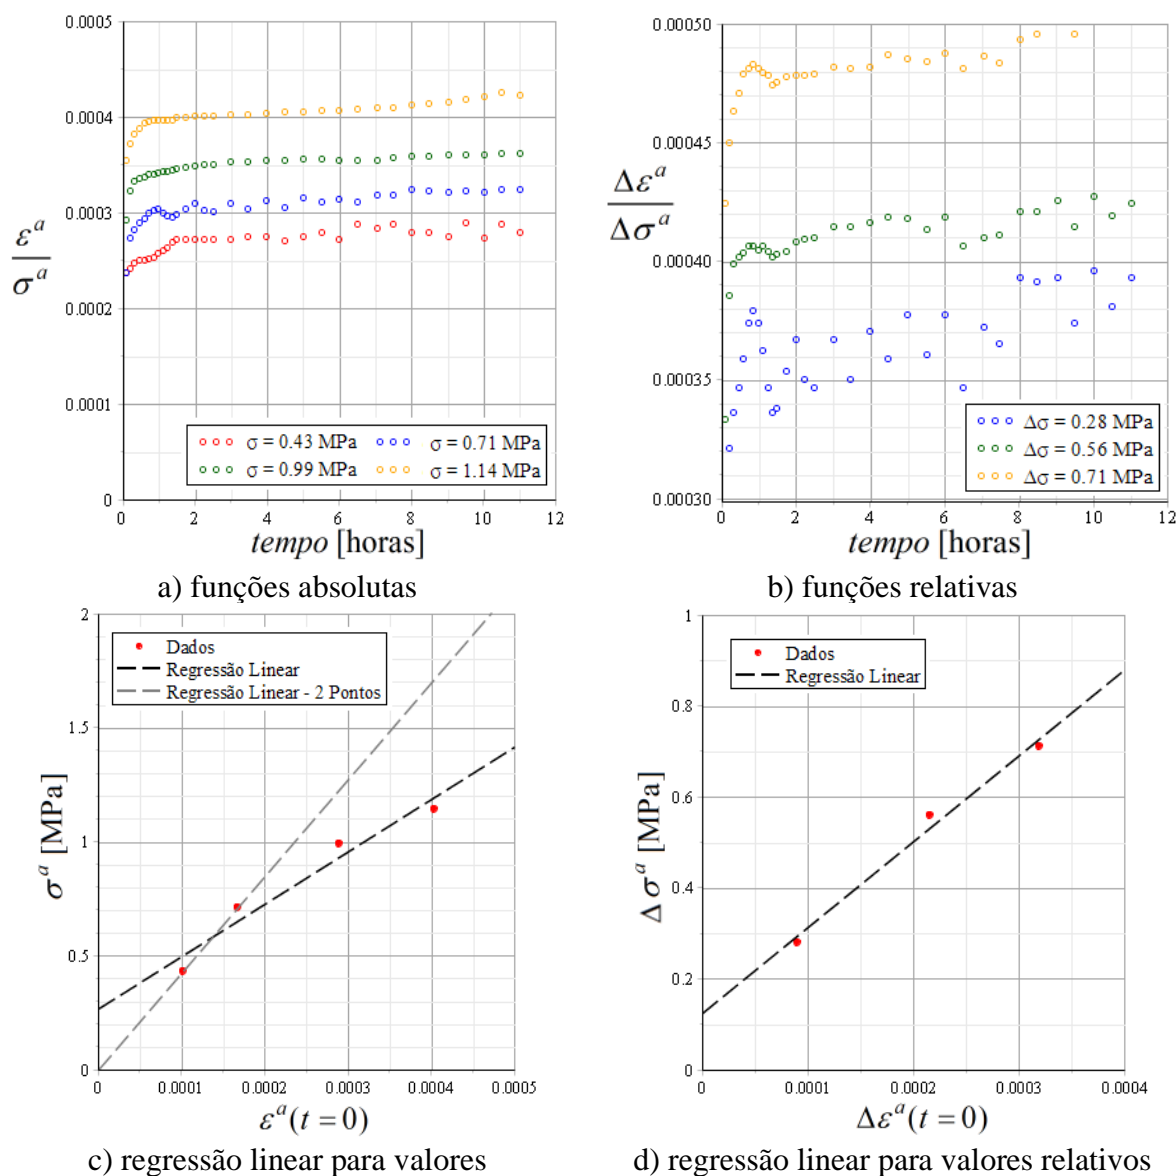 0.0005
0.0004
0.0003
0.0002
0.0001
0
ε^a
σ^a
σ = 0.43 MPa
σ = 0.71 MPa
σ = 0.99 MPa
σ = 1.14 MPa
0 2 4 6 8 10 12
tempo [horas]
a) funções absolutas
0.00050
0.00045
0.00040
0.00035
0.00030
Δε^a
Δσ^a
Δσ = 0.28 MPa
Δσ = 0.56 MPa
Δσ = 0.71 MPa
0 2 4 6 8 10 12
tempo [horas]
b) funções relativas
2
1.5
1
0.5
0
σ^a [MPa]
Dados
Regressão Linear
Regressão Linear - 2 Pontos
0 0.0001 0.0002 0.0003 0.0004 0.0005
ε^a(t = 0)
c) regressão linear para valores
1
0.8
0.6
0.4
0.2
0
Δσ^a [MPa]
Dados
Regressão Linear
0 0.0001 0.0002 0.0003 0.0004
Δε^a(t = 0)
d) regressão linear para valores relativos